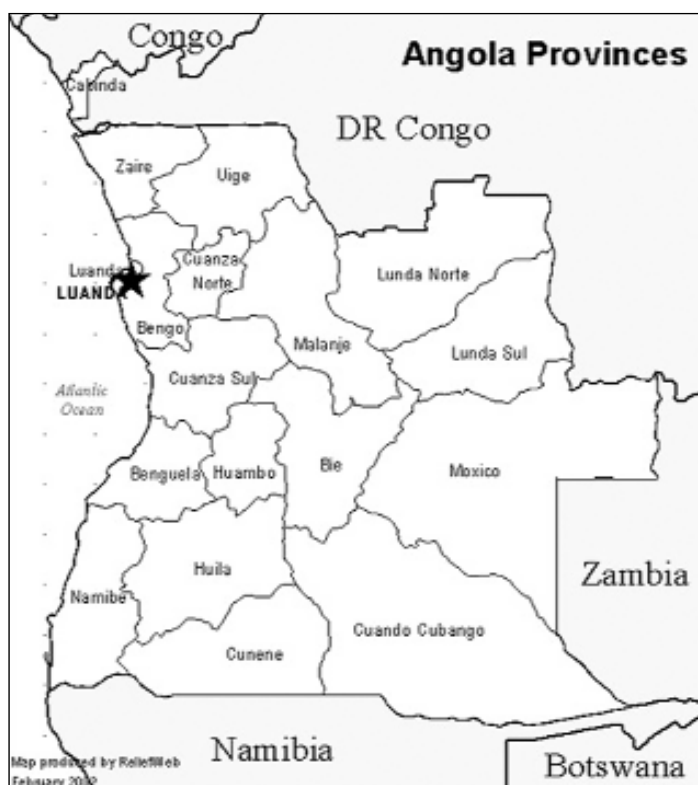 Congo
Angola Provinces
Cabinda
DR Congo
Zaire
Uige
Cuanza
Norte
Luanda
LUANDA
Lunda Norte
Bengo
Malanje
Lunda Sul
Cuanza Sul
Atlantic
Ocean
Benguela
Huambo
Bie
Moxico
Huila
Zambia
Namibe
Cuando Cubango
Cunene
Namibia
Botswana
Map produced by ReliefWeb
February 2002